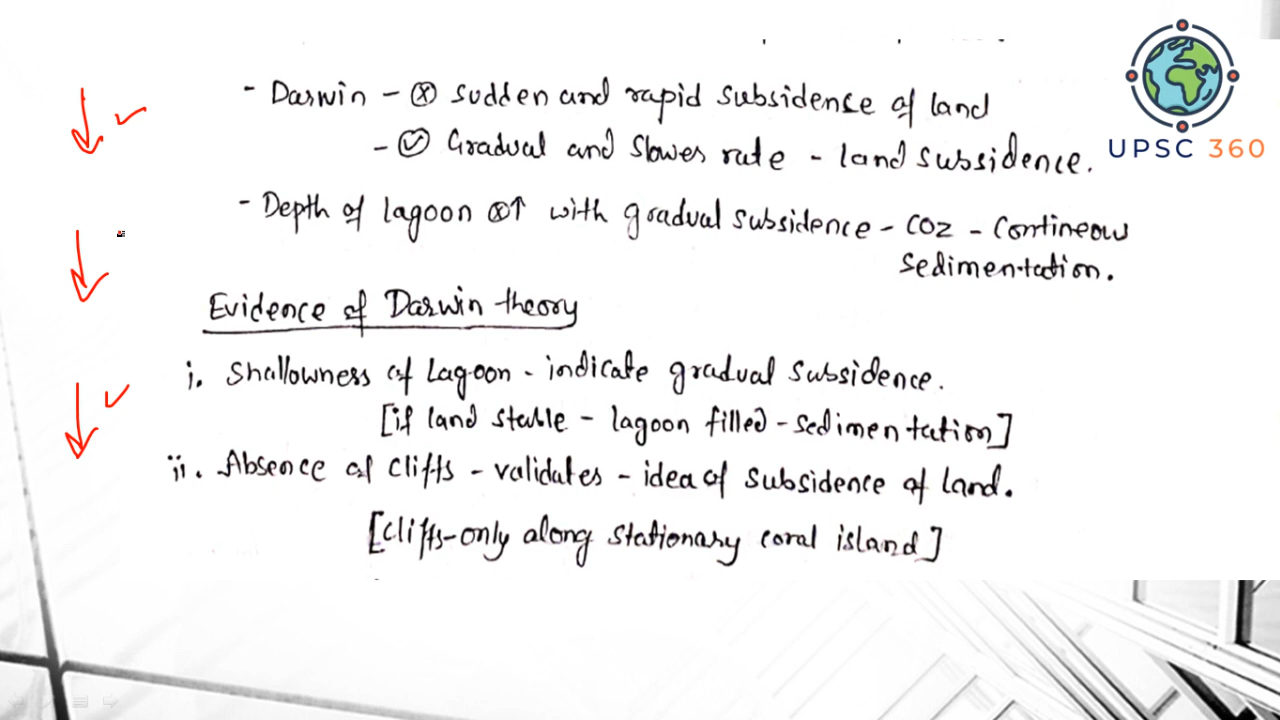 - Darwin - ⓧ sudden and rapid subsidence of land
- ✓ Gradual and slower rate - land subsidence.
UPSC 360
- Depth of lagoon ⓧ↑ with gradual subsidence - COZ - Contineous
sedimentation.
Evidence of Darwin theory
i. Shallowness of Lagoon - indicate gradual subsidence.
[if land stable - lagoon filled - sedimentation]
ii. Absence of cliffs - validates - idea of subsidence of land.
[Cliffs-only along stationary coral island]